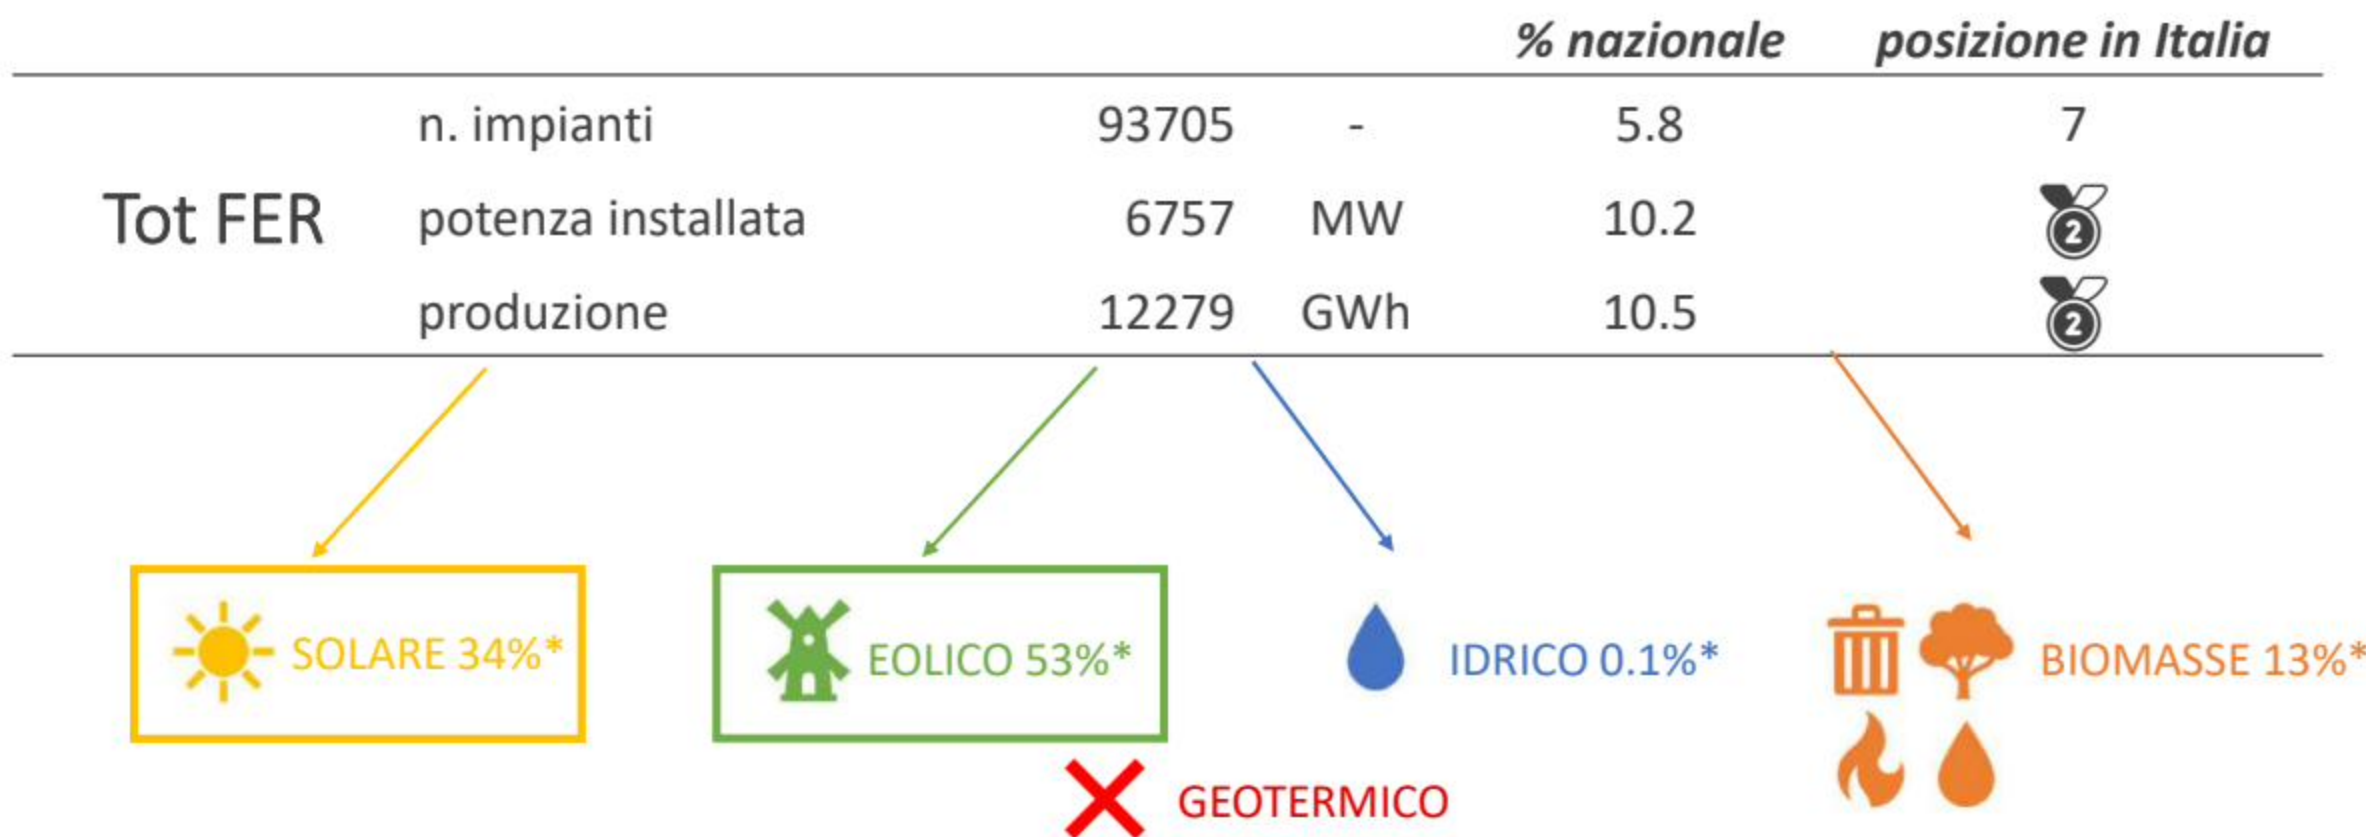 % nazionale posizione in Italia
n. impianti 93705 - 5.8 7
Tot FER potenza installata 6757 MW 10.2 2
produzione 12279 GWh 10.5 2
SOLARE 34%* EOLICO 53%* IDRICO 0.1%* BIOMASSE 13%*
GEOTERMICO